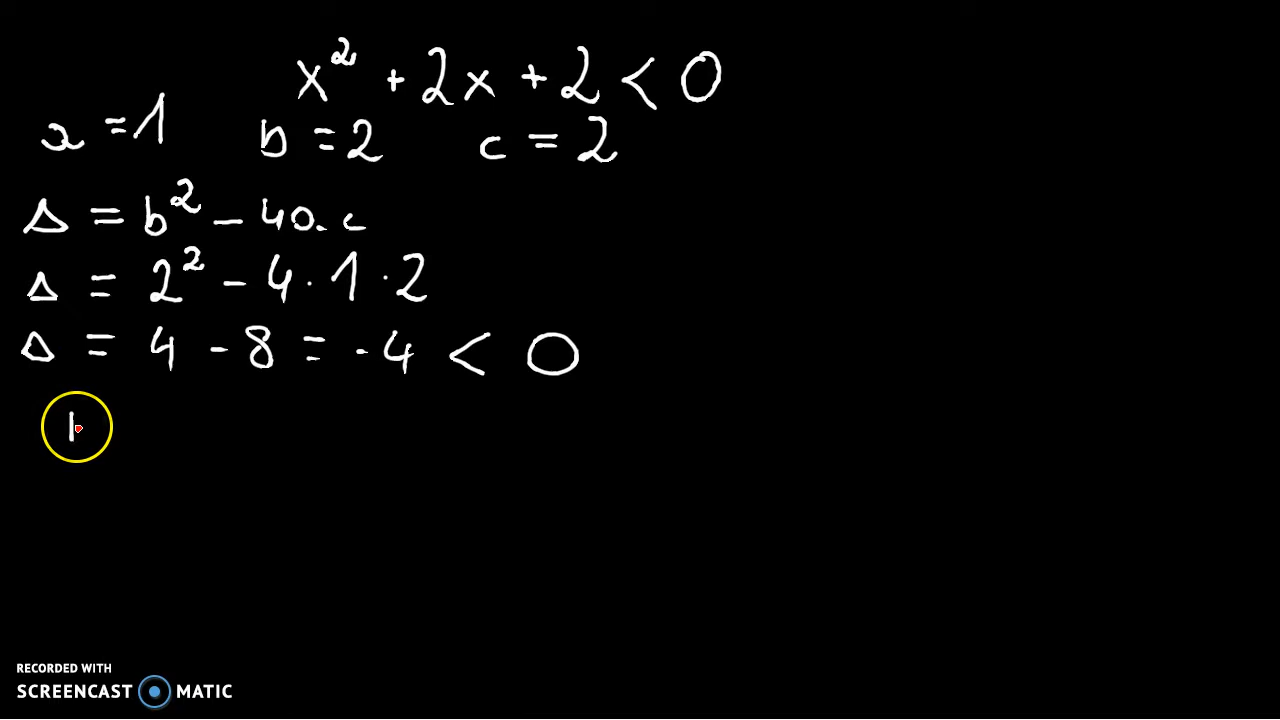 x² + 2x + 2 < 0
a = 1 b = 2 c = 2
Δ = b² - 4a c
Δ = 2² - 4 · 1 · 2
Δ = 4 - 8 = -4 < 0
RECORDED WITH
SCREENCAST MATIC